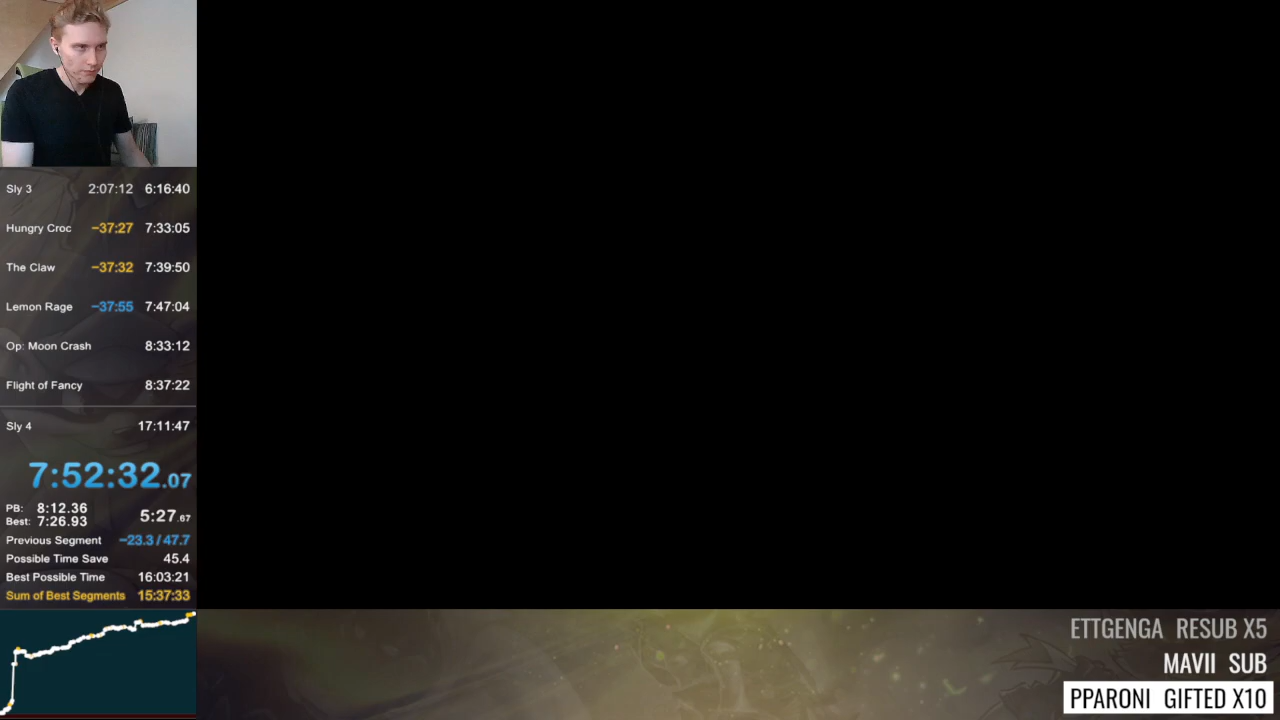 Sly 3 2:07:12 6:16:40
Hungry Croc −37:27 7:33:05
The Claw −37:32 7:39:50
Lemon Rage −37:55 7:47:04
Op: Moon Crash 8:33:12
Flight of Fancy 8:37:22
Sly 4 17:11:47
7:52:32.07
PB: 8:12.36
Best: 7:26.93 5:27.67
Previous Segment −23.3 / 47.7
Possible Time Save 45.4
Best Possible Time 16:03:21
Sum of Best Segments 15:37:33
ETTGENGA RESUB X5
MAVII SUB
PPARONI GIFTED X10